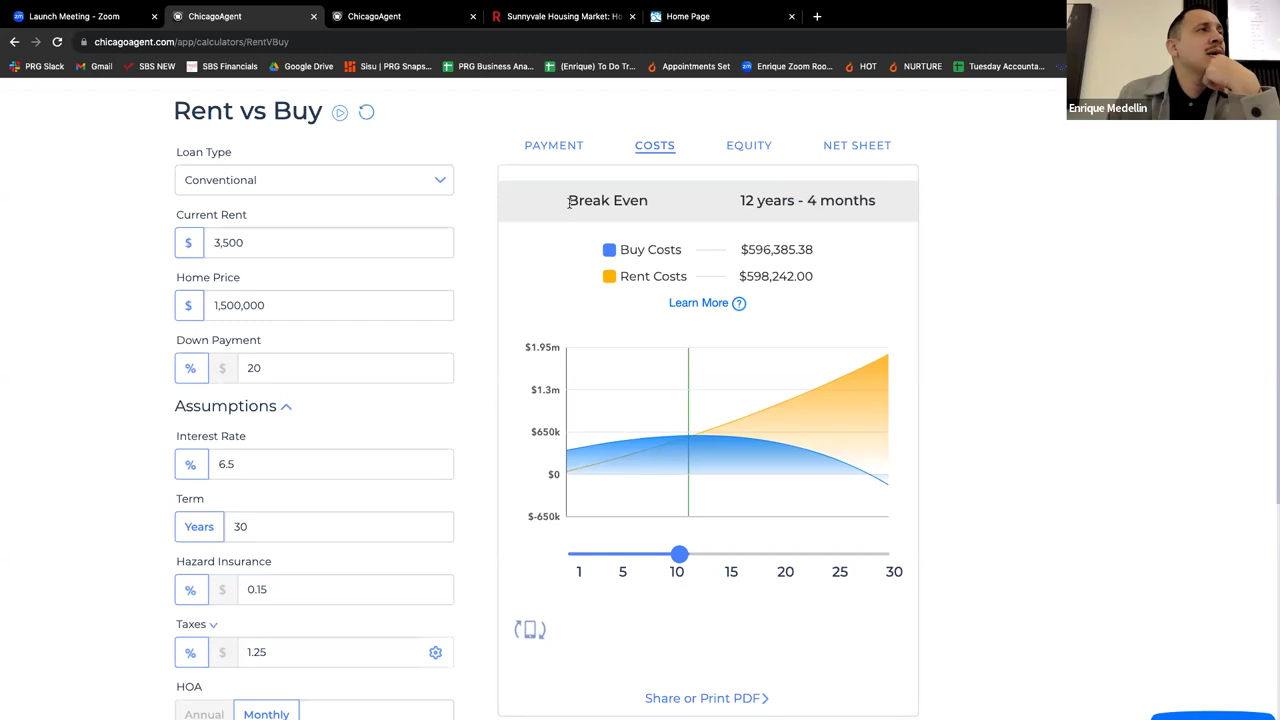 Launch Meeting - Zoom
ChicagoAgent
ChicagoAgent
Sunnyvale Housing Market: Ho
Home Page
chicagoagent.com/app/calculators/RentVBuy
PRG Slack
Gmail
SBS NEW
SBS Financials
Google Drive
Sisu | PRG Snaps...
PRG Business...
(Enrique) To Do Tr...
Appointments Set
Enrique Zoom Roo...
HOT
NURTURE
Tuesday Accounta...
Enrique Medellin
Rent vs Buy
Loan Type
Conventional
Current Rent
$ 3,500
Home Price
$ 1,500,000
Down Payment
% $ 20
Assumptions
Interest Rate
% 6.5
Term
Years 30
Hazard Insurance
% $ 0.15
Taxes
% $ 1.25
HOA
Annual Monthly
PAYMENT COSTS EQUITY NET SHEET
Break Even 12 years - 4 months
Buy Costs $596,385.38
Rent Costs $598,242.00
Learn More ?
$1.95m
$1.3m
$650k
$0
$-650k
1 5 10 15 20 25 30
Share or Print PDF